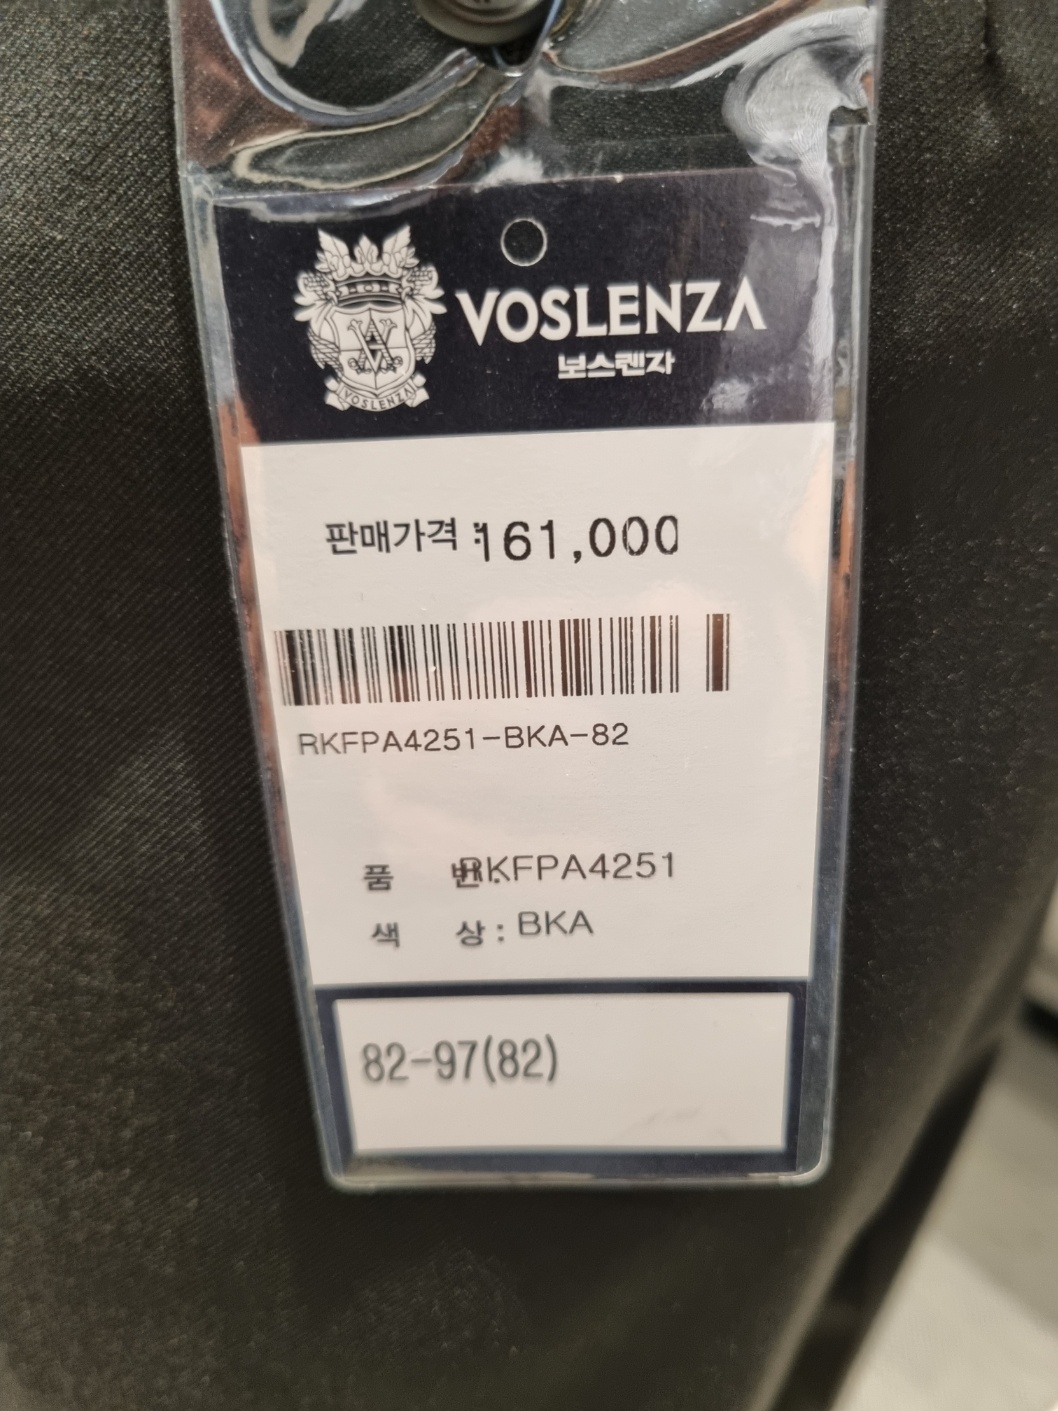 VOSLENZA
보스렌자
VOSLENZA
판매가격 : 161,000
RKFPA4251-BKA-82
품 번: RKFPA4251
색 상 : BKA
82-97(82)